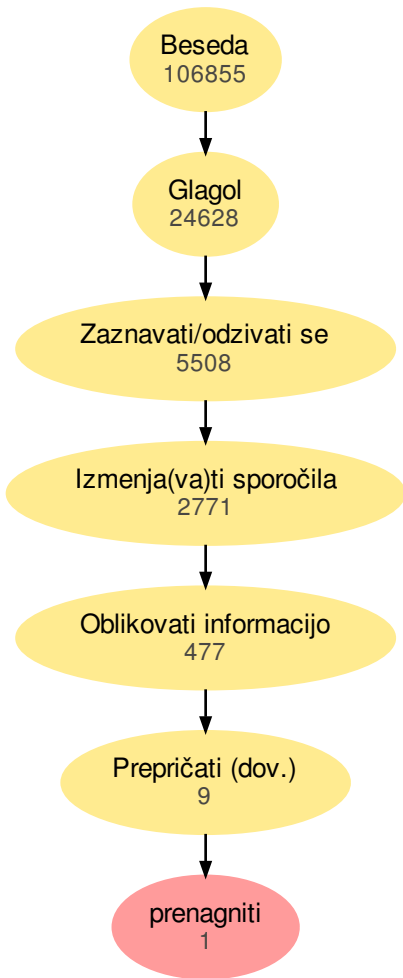 Beseda
106855
Glagol
24628
Zaznavati/odzivati se
5508
Izmenja(va)ti sporočila
2771
Oblikovati informacijo
477
Prepričati (dov.)
9
prenagniti
1